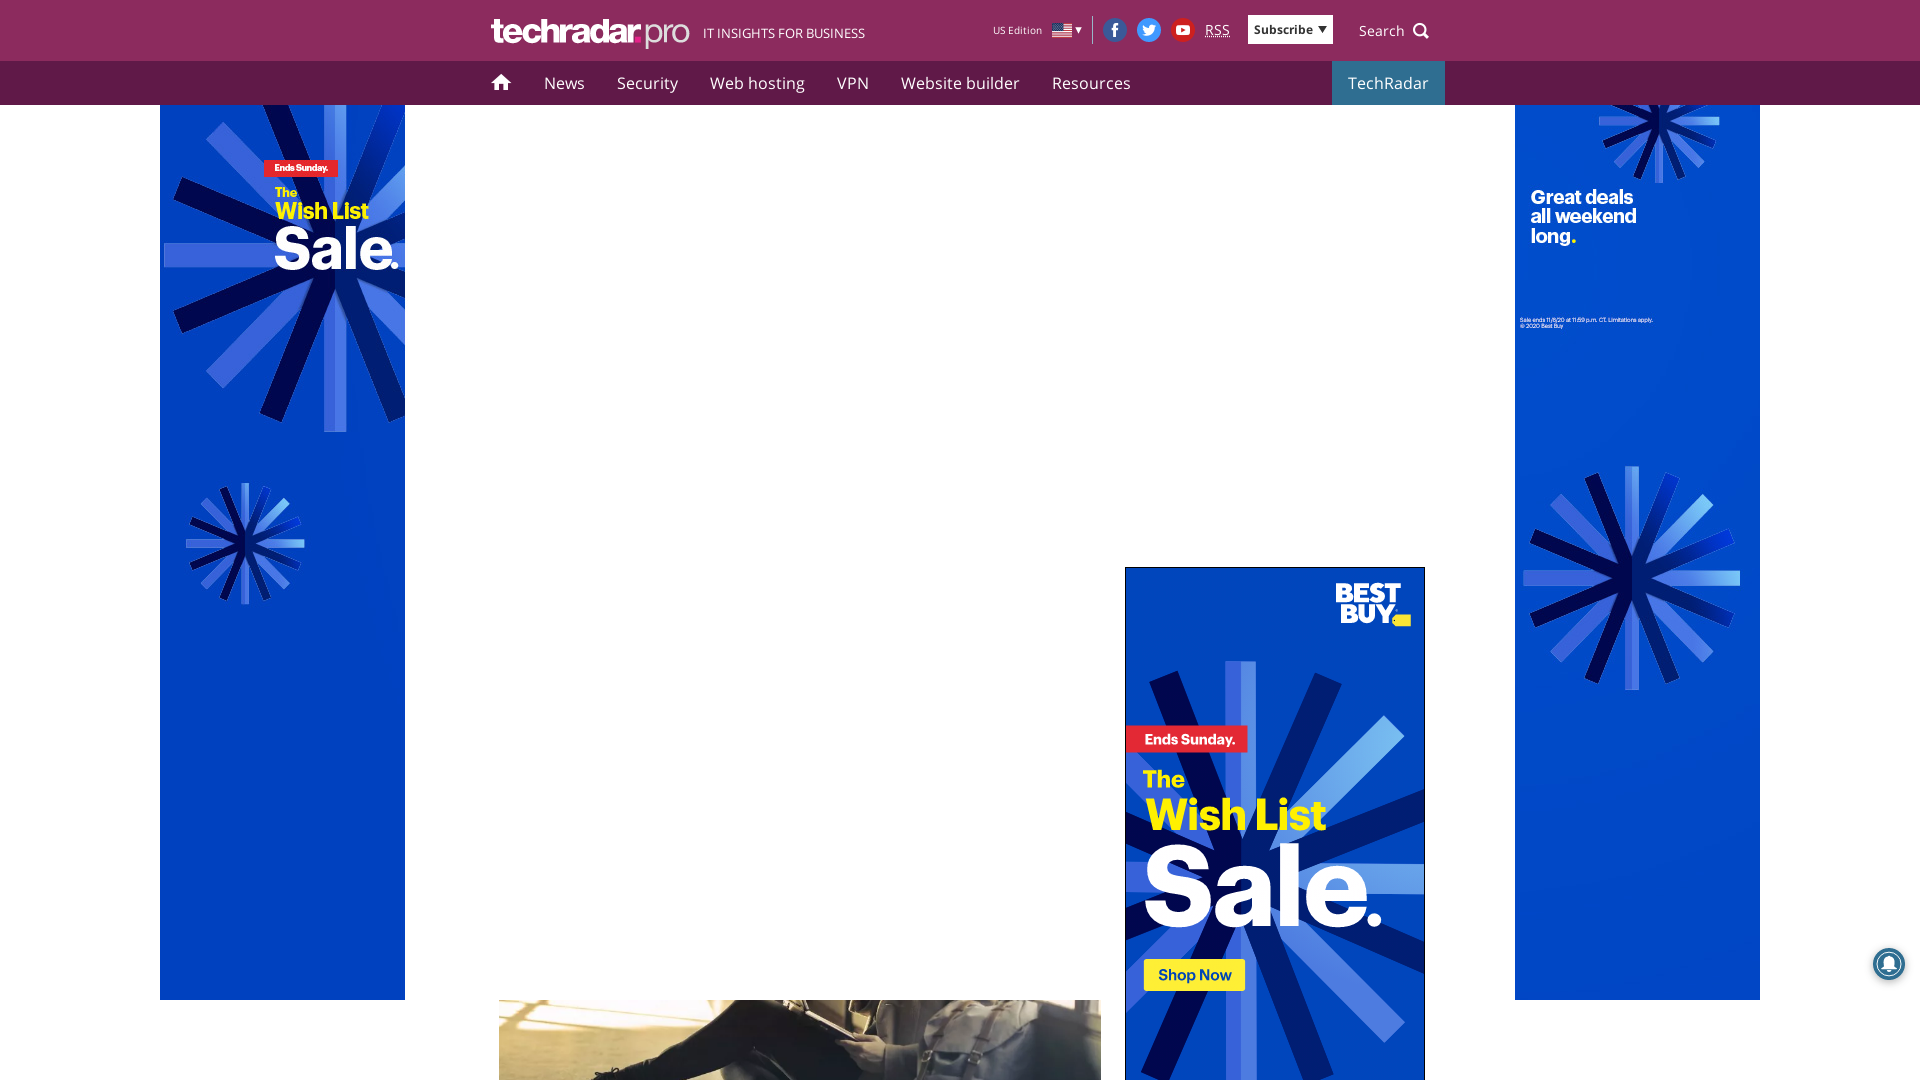 techradar.pro IT INSIGHTS FOR BUSINESS
US Edition
RSS
Subscribe
Search
News Security Web hosting VPN Website builder Resources TechRadar
Ends Sunday.
The
Wish List
Sale.
Great deals
all weekend
long.
Sale ends 11/8/20 at 11:59 p.m. CT. Limitations apply.
© 2020 Best Buy
BEST
BUY
Ends Sunday.
The
Wish List
Sale.
Shop Now